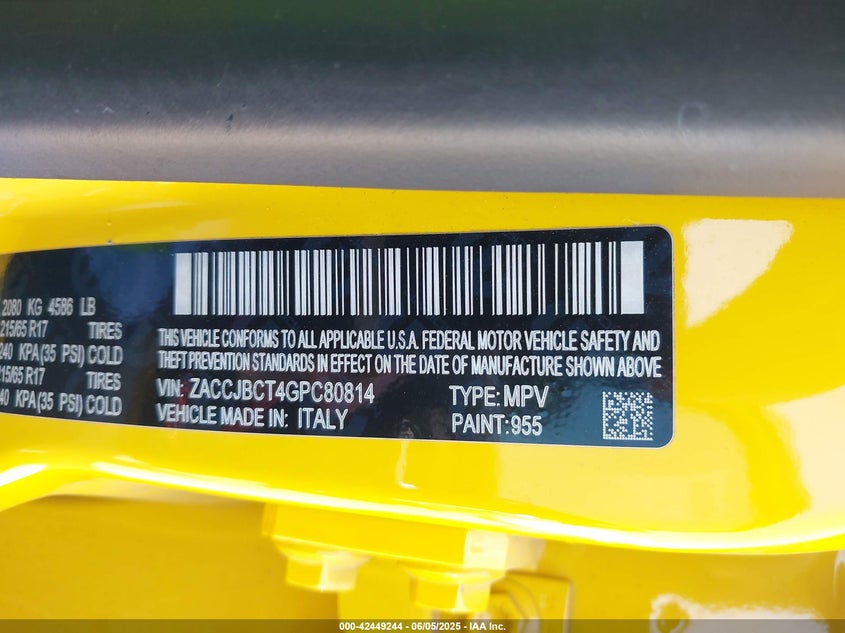 2080 KG 4586 LB
215/65 R17 TIRES
240 KPA(35 PSI) COLD
215/65 R17 TIRES
240 KPA(35 PSI) COLD
THIS VEHICLE CONFORMS TO ALL APPLICABLE U.S.A. FEDERAL MOTOR VEHICLE SAFETY AND
THEFT PREVENTION STANDARDS IN EFFECT ON THE DATE OF MANUFACTURE SHOWN ABOVE
VIN: ZACCJBCT4GPC80814 TYPE: MPV
VEHICLE MADE IN: ITALY PAINT: 955
000-42449244 - 06/05/2025 - IAA Inc.